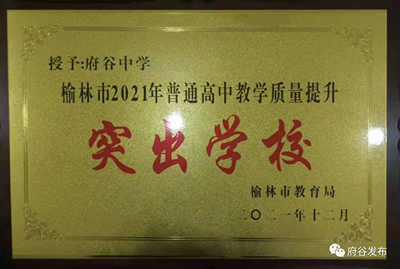 授予:府谷中学
榆林市2021年普通高中教学质量提升
突出学校
榆林市教育局
二〇二一年十二月
府谷发布